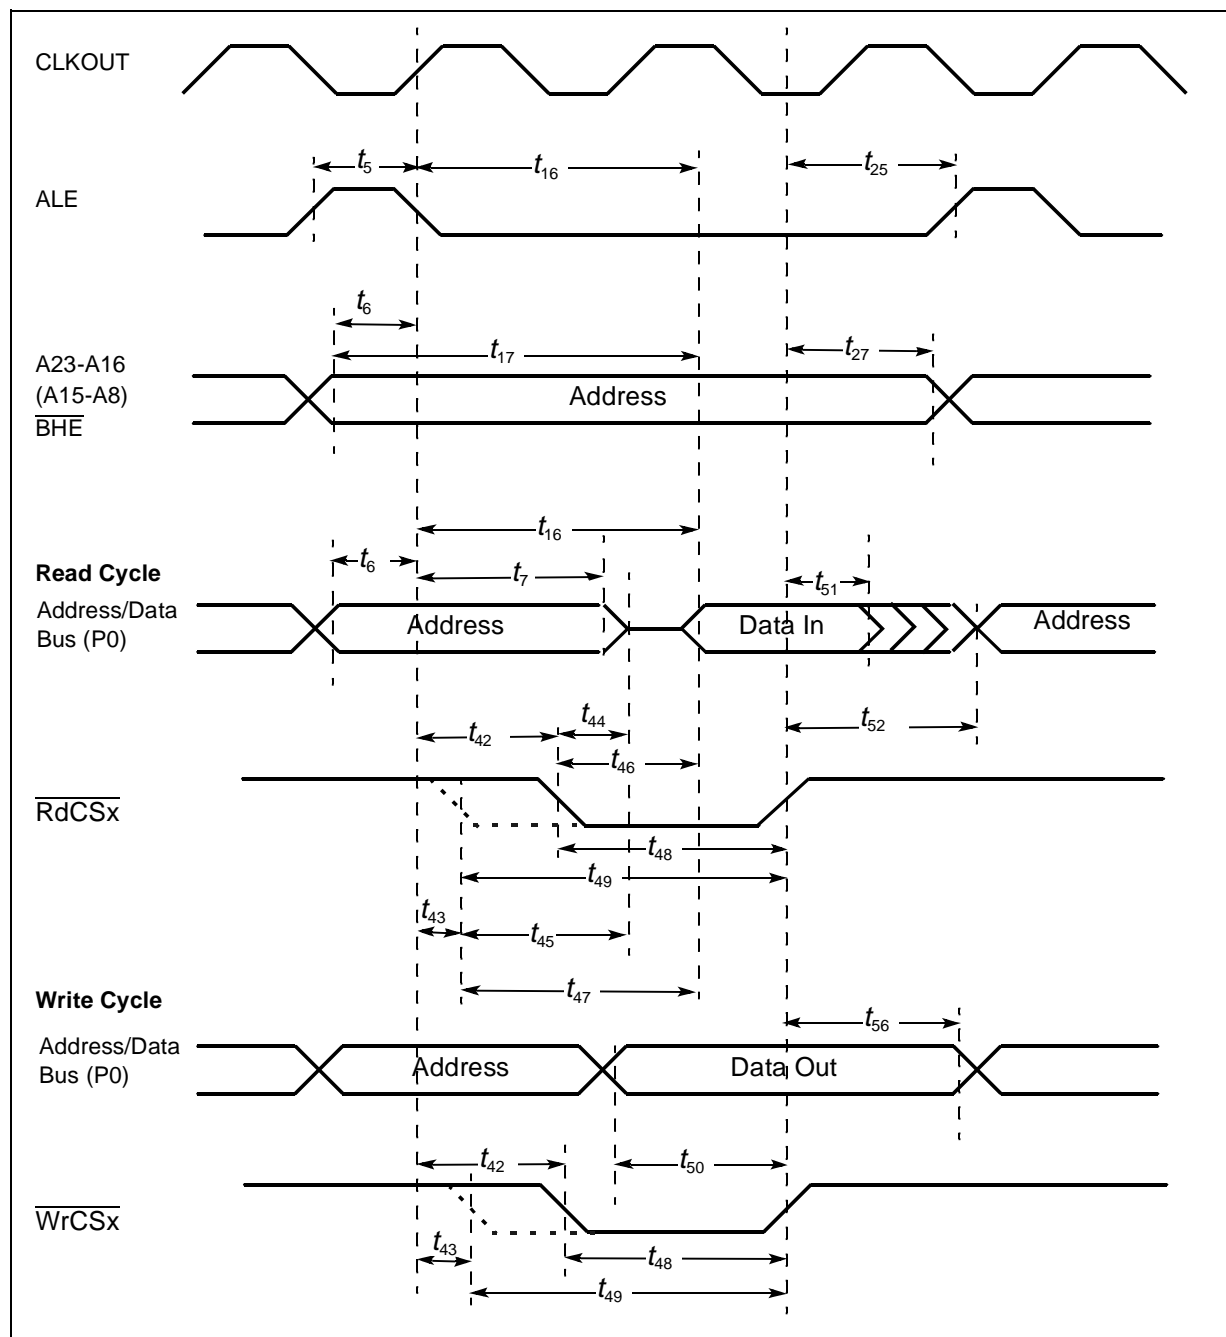 CLKOUT
t5 t16 t25
ALE
t6
t17 t27
A23-A16
(A15-A8)
BHE
Address
t16
t6 t7 t51
Read Cycle
Address/Data
Bus (P0)
Address Data In Address
t42 t44 t52
t46
RdCSx
t48
t49
t43 t45
t47
Write Cycle
t56
Address/Data
Bus (P0)
Address Data Out
t42 t50
WrCSx
t43 t48
t49